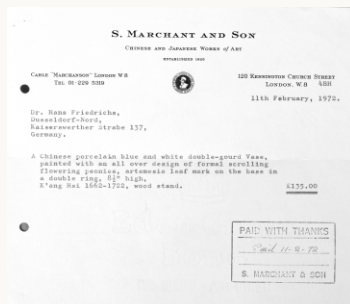 S. MARCHANT AND SON
CHINESE AND JAPANESE WORKS of ART
ESTABLISHED 1925
CABLE "MARCHANSON" LONDON W 8
TEL 01-229 5319
120 KENSINGTON CHURCH STREET
LONDON, W.8 4BH
11th February, 1972.
Dr. Hans Friedrichs,
Dusseldorf-Nord,
Kaiserswerther Strabe 137,
Germany.
A Chinese porcelain blue and white double-gourd Vase,
painted with an all over design of formal scrolling
flowering peonies, artemesis leaf mark on the base in
a double ring, 8½" high,
K'ang Hsi 1662-1722, wood stand.
£135.00
PAID WITH THANKS
Paid 11-2-72
S. MARCHANT & SON